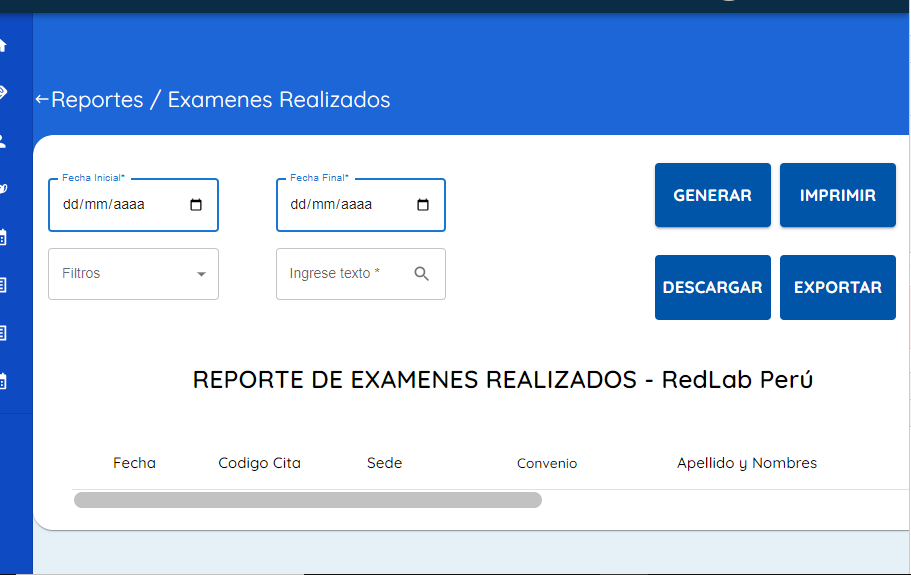 ←Reportes / Examenes Realizados
Fecha Inicial*
Fecha Final*
dd/mm/aaaa
dd/mm/aaaa
GENERAR
IMPRIMIR
Filtros
Ingrese texto *
DESCARGAR
EXPORTAR
REPORTE DE EXAMENES REALIZADOS - RedLab Perú
Fecha Codigo Cita Sede Convenio Apellido y Nombres